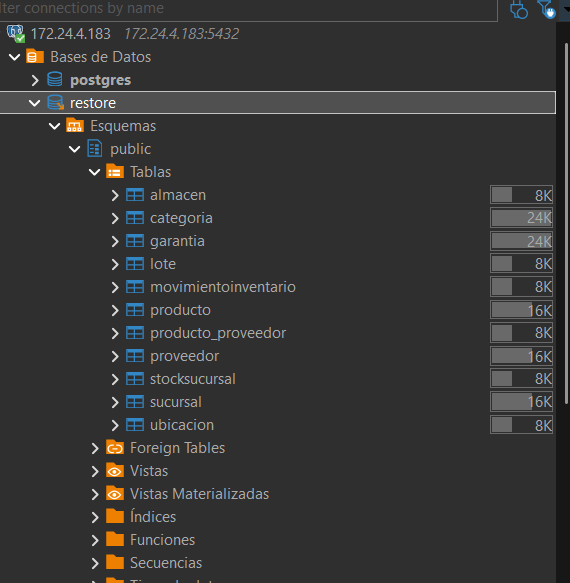 lter connections by name
172.24.4.183 172.24.4.183:5432
Bases de Datos
postgres
restore
Esquemas
public
Tablas
almacen 8K
categoria 24K
garantia 24K
lote 8K
movimientoinventario 8K
producto 16K
producto_proveedor 8K
proveedor 16K
stocksucursal 8K
sucursal 16K
ubicacion 8K
Foreign Tables
Vistas
Vistas Materializadas
Índices
Funciones
Secuencias